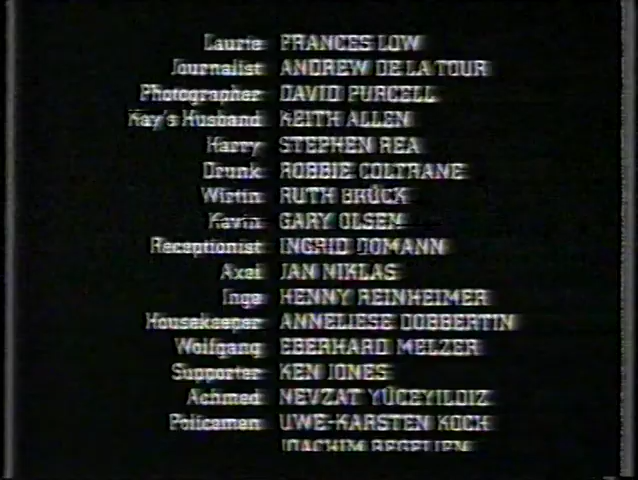 Laurie FRANCES LOW
Journalist ANDREW DE LA TOUR
Photographer DAVID PURCELL
Kay's Husband KEITH ALLEN
Harry STEPHEN REA
Drunk ROBBIE COLTRANE
Wirtin RUTH BRÜCK
Kevin GARY OLSEN
Receptionist INGRID DOMANN
Axel JAN NIKLAS
Inge HENNY REINHEIMER
Housekeeper ANNELIESE DOBBERTIN
Wolfgang EBERHARD MELZER
Supporter KEN JONES
Achmed NEVZAT YÜCEYILDIZ
Policemen UWE-KARSTEN KOCH
JOACHIM